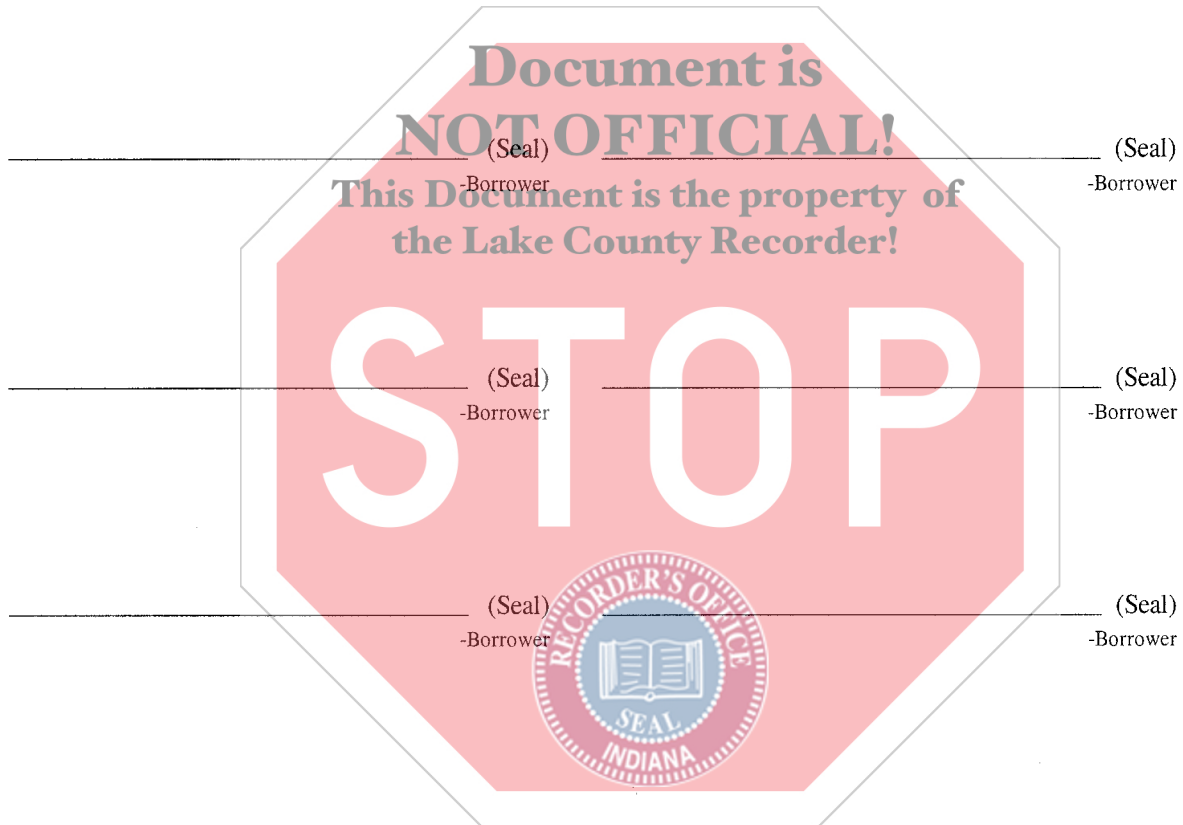 Document is
NOT OFFICIAL!
(Seal) (Seal)
-Borrower -Borrower
This Document is the property of
the Lake County Recorder!
STOP
(Seal) (Seal)
-Borrower -Borrower
(Seal) (Seal)
-Borrower -Borrower
RECORDER'S OFFICE
SEAL
INDIANA